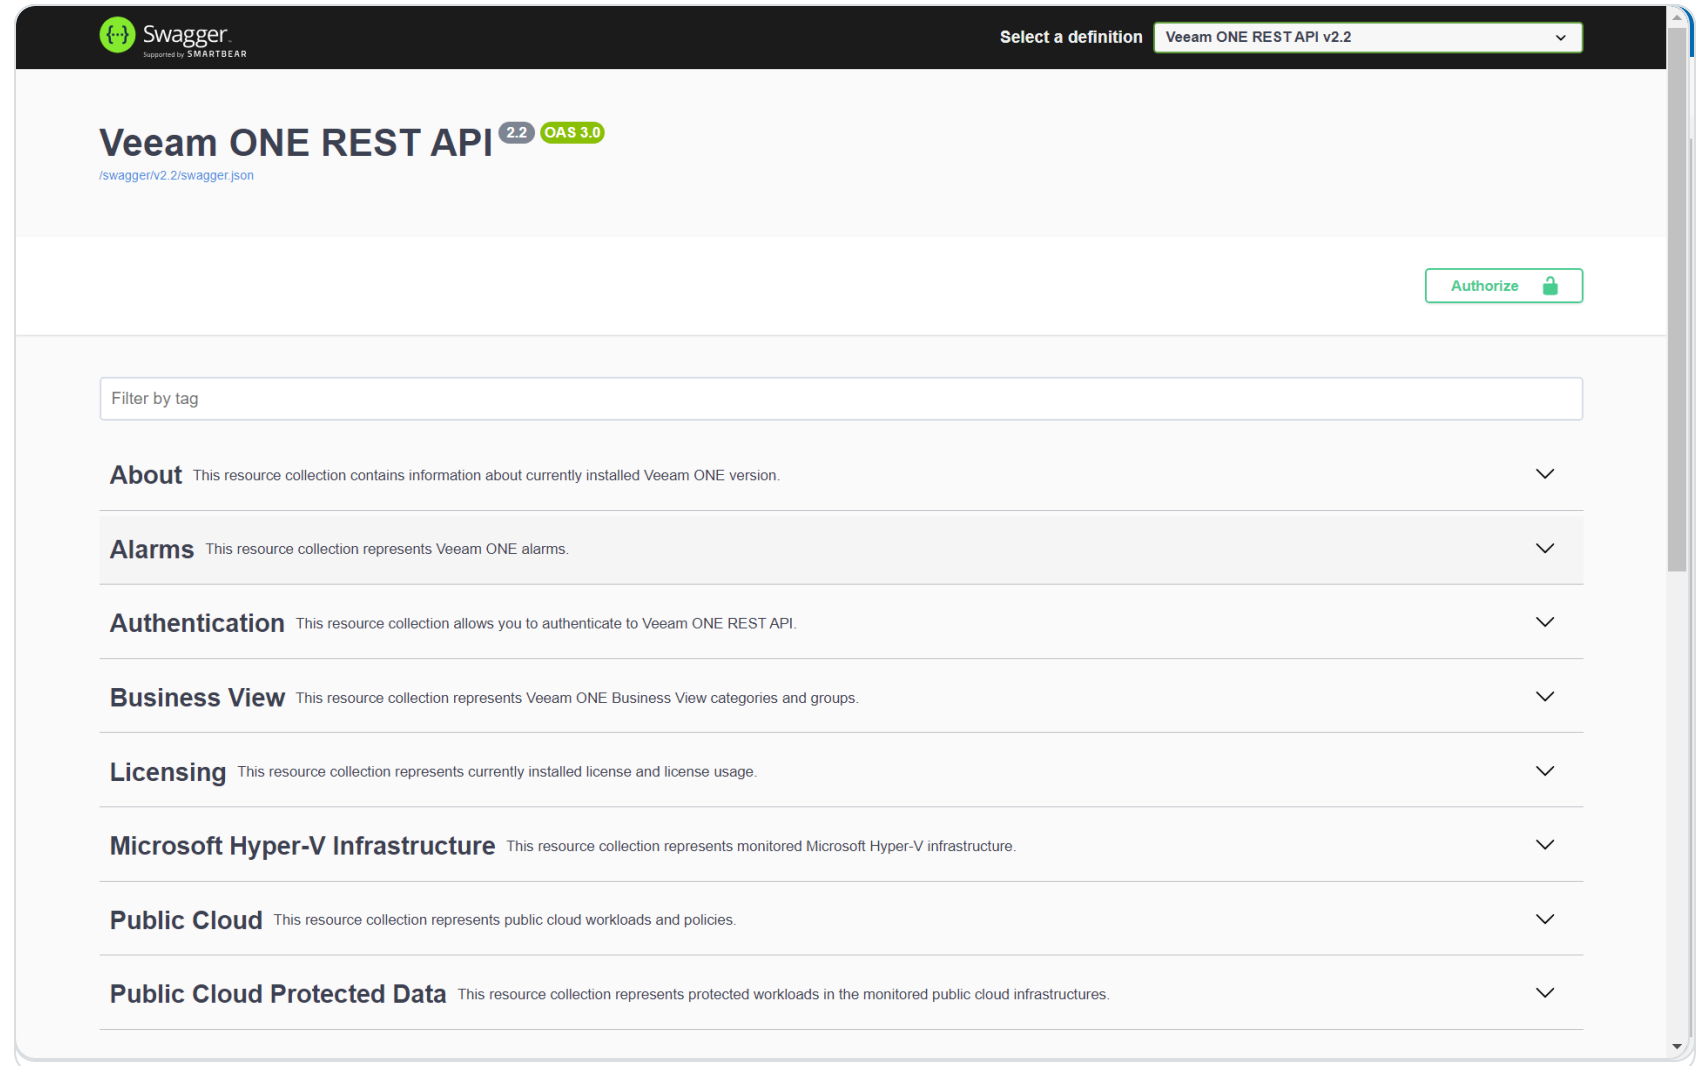 Swagger
Supported by SMARTBEAR
Select a definition
Veeam ONE REST API v2.2
Veeam ONE REST API 2.2 OAS 3.0
/swagger/v2.2/swagger.json
Authorize
Filter by tag
About This resource collection contains information about currently installed Veeam ONE version.
Alarms This resource collection represents Veeam ONE alarms.
Authentication This resource collection allows you to authenticate to Veeam ONE REST API.
Business View This resource collection represents Veeam ONE Business View categories and groups.
Licensing This resource collection represents currently installed license and license usage.
Microsoft Hyper-V Infrastructure This resource collection represents monitored Microsoft Hyper-V infrastructure.
Public Cloud This resource collection represents public cloud workloads and policies.
Public Cloud Protected Data This resource collection represents protected workloads in the monitored public cloud infrastructures.